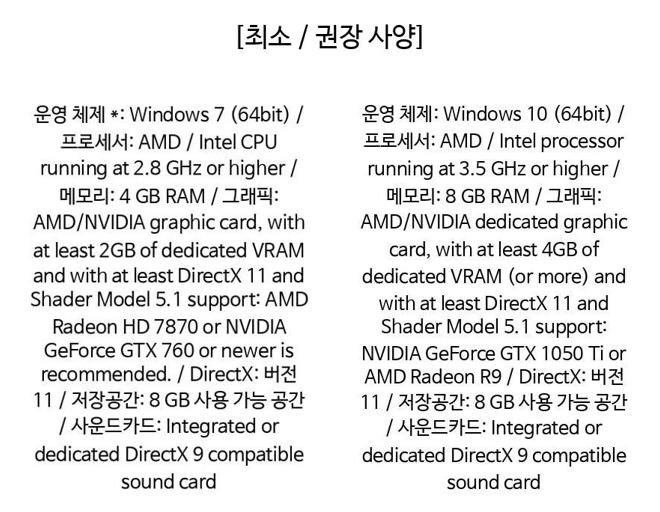 [최소 / 권장 사양]
운영 체제 *: Windows 7 (64bit) /
프로세서: AMD / Intel CPU
running at 2.8 GHz or higher /
메모리: 4 GB RAM / 그래픽:
AMD/NVIDIA graphic card, with
at least 2GB of dedicated VRAM
and with at least DirectX 11 and
Shader Model 5.1 support: AMD
Radeon HD 7870 or NVIDIA
GeForce GTX 760 or newer is
recommended. / DirectX: 버전
11 / 저장공간: 8 GB 사용 가능 공간
/ 사운드카드: Integrated or
dedicated DirectX 9 compatible
sound card
운영 체제: Windows 10 (64bit) /
프로세서: AMD / Intel processor
running at 3.5 GHz or higher /
메모리: 8 GB RAM / 그래픽:
AMD/NVIDIA dedicated graphic
card, with at least 4GB of
dedicated VRAM (or more) and
with at least DirectX 11 and
Shader Model 5.1 support:
NVIDIA GeForce GTX 1050 Ti or
AMD Radeon R9 / DirectX: 버전
11 / 저장공간: 8 GB 사용 가능 공간
/ 사운드카드: Integrated or
dedicated DirectX 9 compatible
sound card